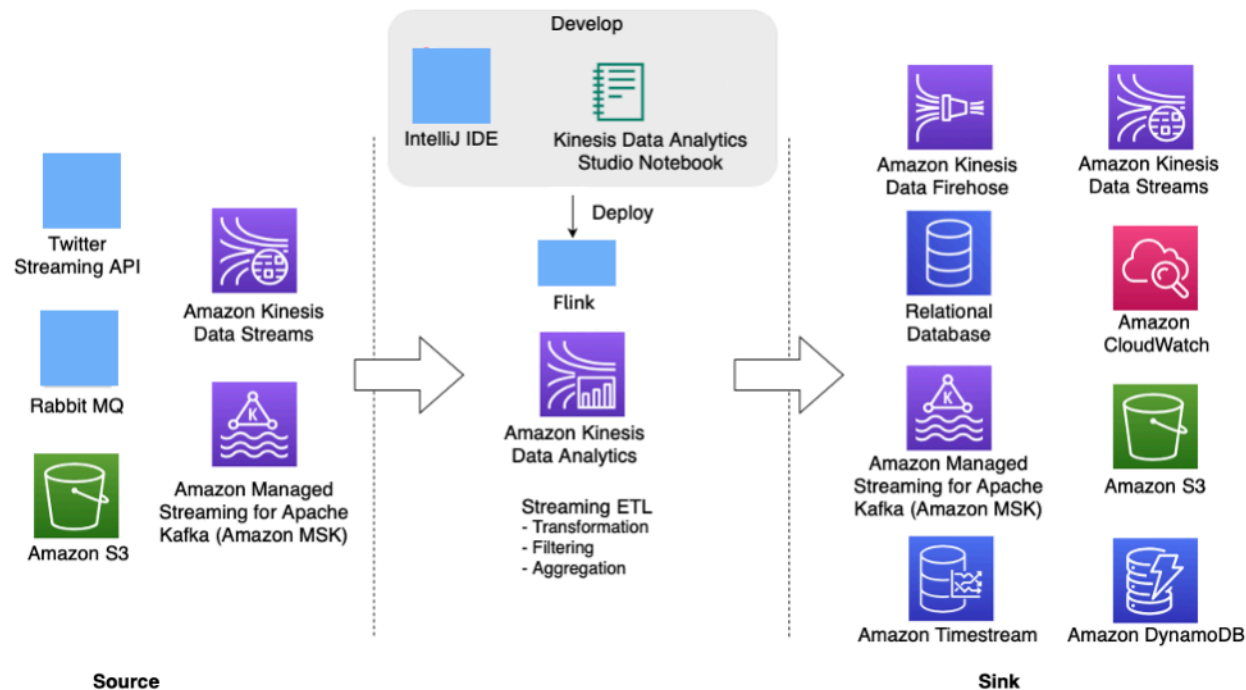 Develop
IntelliJ IDE
Kinesis Data Analytics
Studio Notebook
Deploy
Flink
Twitter
Streaming API
Amazon Kinesis
Data Streams
Rabbit MQ
Amazon Managed
Streaming for Apache
Kafka (Amazon MSK)
K
Amazon S3
Amazon Kinesis
Data Analytics
Streaming ETL
- Transformation
- Filtering
- Aggregation
Amazon Kinesis
Data Firehose
Amazon Kinesis
Data Streams
Relational
Database
Amazon
CloudWatch
K
Amazon Managed
Streaming for Apache
Kafka (Amazon MSK)
Amazon S3
Amazon Timestream
Amazon DynamoDB
Source
Sink